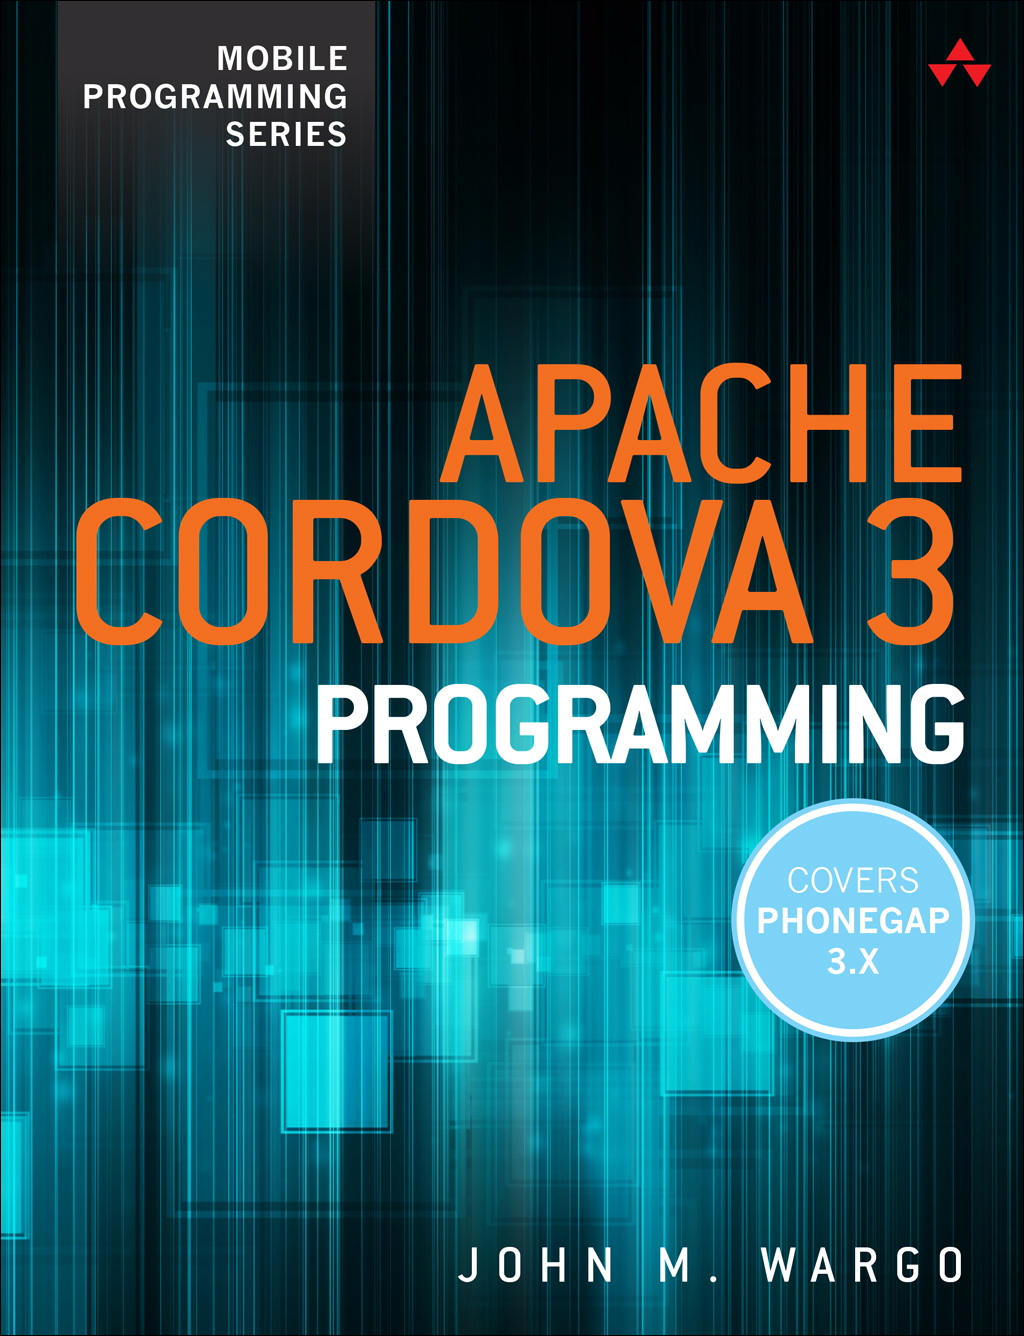 MOBILE
PROGRAMMING
SERIES
APACHE
CORDOVA 3
PROGRAMMING
COVERS
PHONEGAP
3.X
JOHN M. WARGO